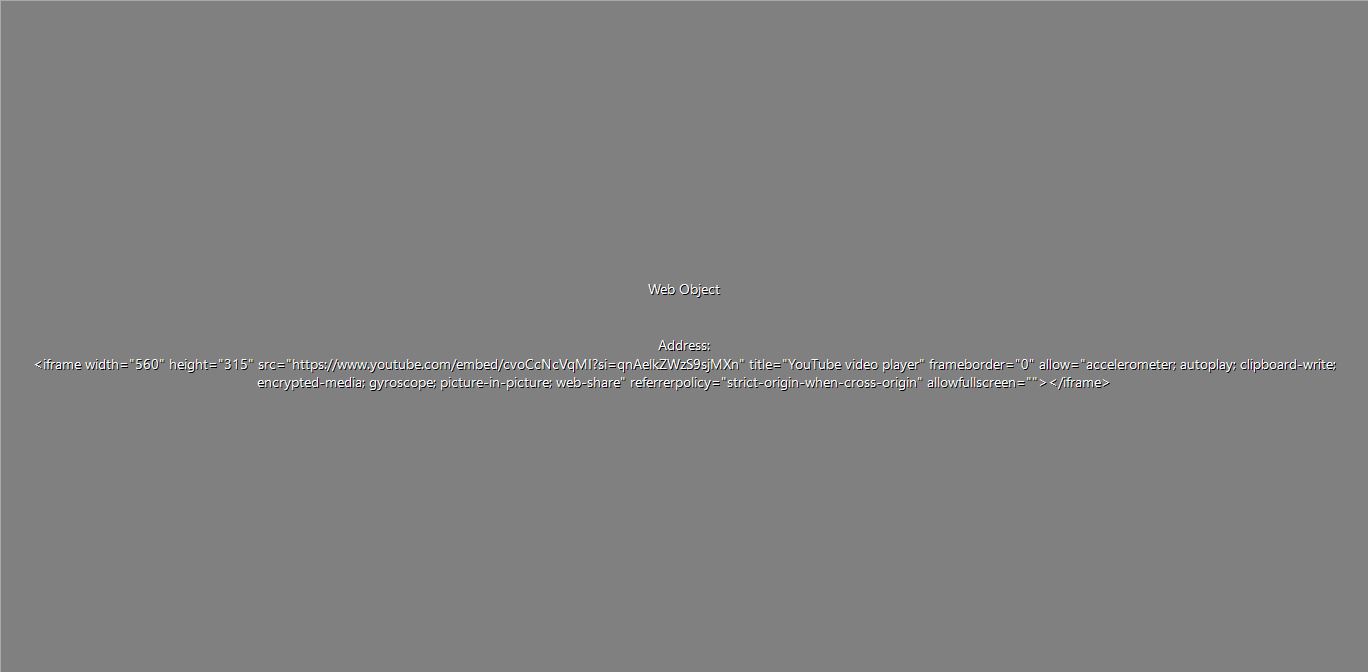 Web Object
Address:
<iframe width="560" height="315" src="https://www.youtube.com/embed/cvoCcNcVqMI?si=qnAelkZWzS9sjMXn" title="YouTube video player" frameborder="0" allow="accelerometer; autoplay; clipboard-write;
encrypted-media; gyroscope; picture-in-picture; web-share" referrerpolicy="strict-origin-when-cross-origin" allowfullscreen=""></iframe>